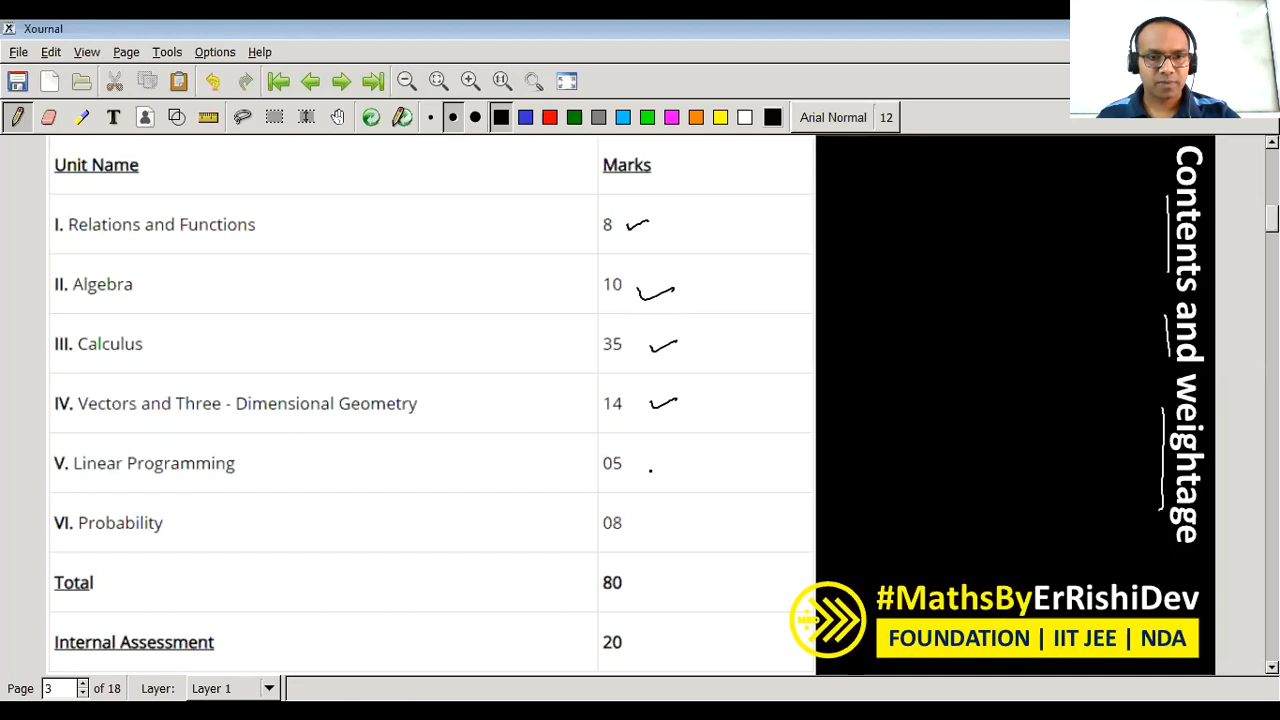 Xournal
File Edit View Page Tools Options Help
Arial Normal 12
Unit Name Marks
I. Relations and Functions 8
II. Algebra 10
III. Calculus 35
IV. Vectors and Three - Dimensional Geometry 14
V. Linear Programming 05
VI. Probability 08
Total 80
Internal Assessment 20
Contents and weightage
#MathsByErRishiDev
FOUNDATION | IIT JEE | NDA
Page 3 of 18 Layer: Layer 1